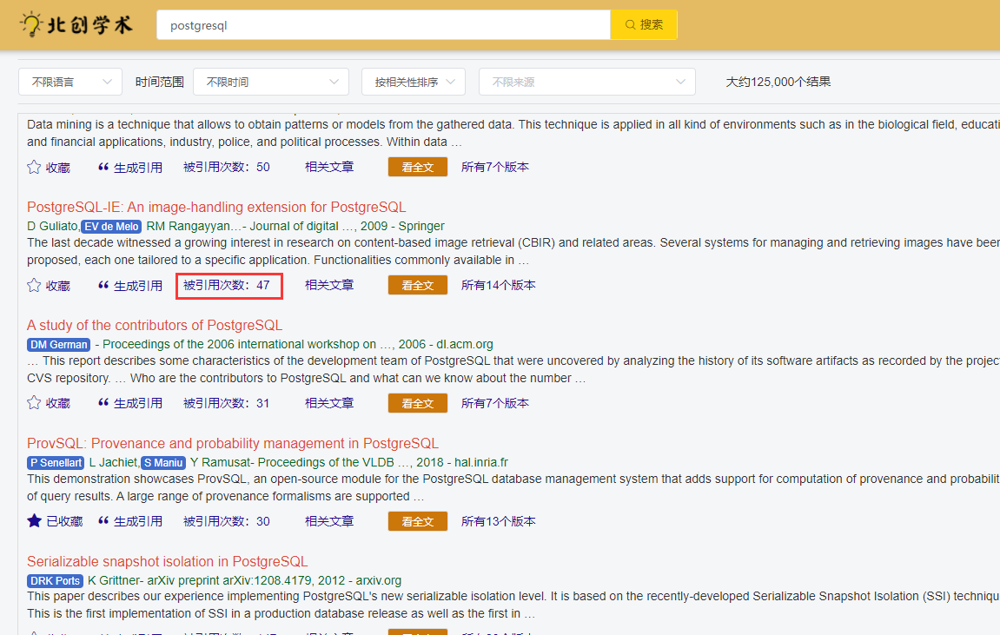 北创学术
postgresql
搜索
不限语言 时间范围 不限时间 按相关性排序 不限来源 大约125,000个结果
Data mining is a technique that allows to obtain patterns or models from the gathered data. This technique is applied in all kind of environments such as in the biological field, educati
and financial applications, industry, police, and political processes. Within data …
收藏 生成引用 被引用次数：50 相关文章 看全文 所有7个版本
PostgreSQL-IE: An image-handling extension for PostgreSQL
D Guliato, EV de Melo RM Rangayyan…- Journal of digital …, 2009 - Springer
The last decade witnessed a growing interest in research on content-based image retrieval (CBIR) and related areas. Several systems for managing and retrieving images have been
proposed, each one tailored to a specific application. Functionalities commonly available in …
收藏 生成引用 被引用次数：47 相关文章 看全文 所有14个版本
A study of the contributors of PostgreSQL
DM German - Proceedings of the 2006 international workshop on …, 2006 - dl.acm.org
… This report describes some characteristics of the development team of PostgreSQL that were uncovered by analyzing the history of its software artifacts as recorded by the project
CVS repository. … Who are the contributors to PostgreSQL and what can we know about the number …
收藏 生成引用 被引用次数：31 相关文章 看全文 所有7个版本
ProvSQL: Provenance and probability management in PostgreSQL
P Senellart L Jachiet, S Maniu Y Ramusat- Proceedings of the VLDB …, 2018 - hal.inria.fr
This demonstration showcases ProvSQL, an open-source module for the PostgreSQL database management system that adds support for computation of provenance and probabilit
of query results. A large range of provenance formalisms are supported …
已收藏 生成引用 被引用次数：30 相关文章 看全文 所有13个版本
Serializable snapshot isolation in PostgreSQL
DRK Ports K Grittner- arXiv preprint arXiv:1208.4179, 2012 - arxiv.org
This paper describes our experience implementing PostgreSQL's new serializable isolation level. It is based on the recently-developed Serializable Snapshot Isolation (SSI) techniqu
This is the first implementation of SSI in a production database release as well as the first in …